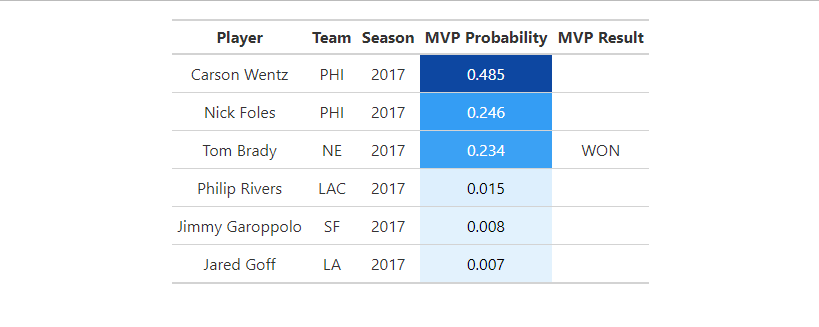 Player Team Season MVP Probability MVP Result
Carson Wentz PHI 2017 0.485
Nick Foles PHI 2017 0.246
Tom Brady NE 2017 0.234 WON
Philip Rivers LAC 2017 0.015
Jimmy Garoppolo SF 2017 0.008
Jared Goff LA 2017 0.007